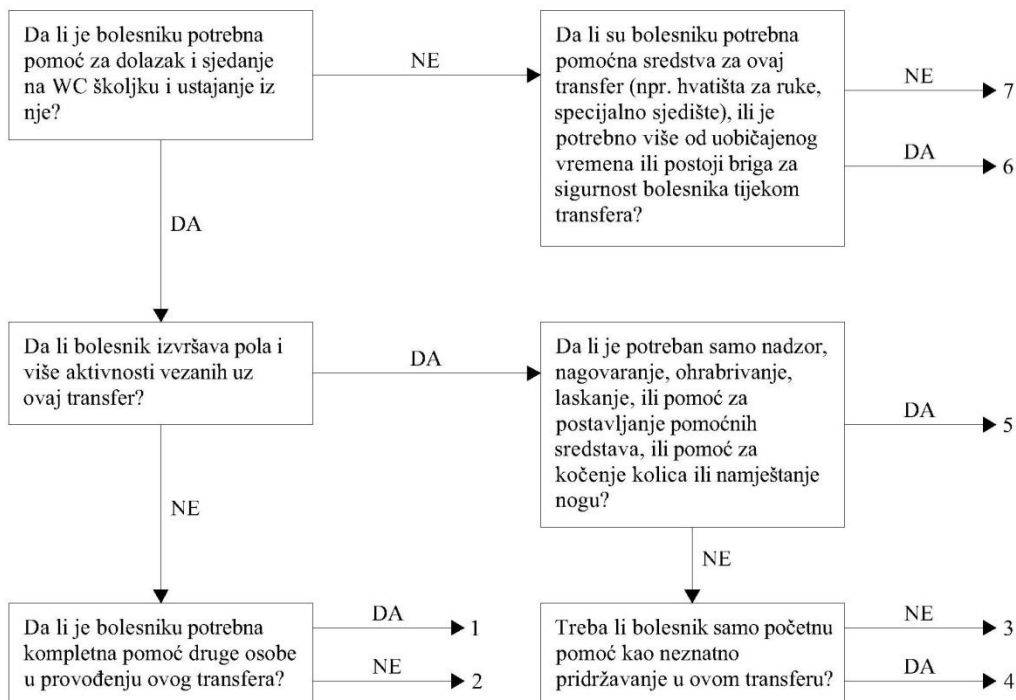 Da li je bolesniku potrebna
pomoć za dolazak i sjedanje
na WC školjku i ustajanje iz
nje?
NE
Da li su bolesniku potrebna
pomoćna sredstva za ovaj
transfer (npr. hvatišta za ruke,
specijalno sjedište), ili je
potrebno više od uobičajenog
vremena ili postoji briga za
sigurnost bolesnika tijekom
transfera?
NE
7
DA
6
DA
Da li bolesnik izvršava pola i
više aktivnosti vezanih uz
ovaj transfer?
DA
Da li je potreban samo nadzor,
nagovaranje, ohrabrivanje,
laskanje, ili pomoć za
postavljanje pomoćnih
sredstava, ili pomoć za
kočenje kolica ili namještanje
nogu?
DA
5
NE
NE
Da li je bolesniku potrebna
kompletna pomoć druge osobe
u provođenju ovog transfera?
DA
1
NE
2
Treba li bolesnik samo početnu
pomoć kao neznatno
pridržavanje u ovom transferu?
NE
3
DA
4